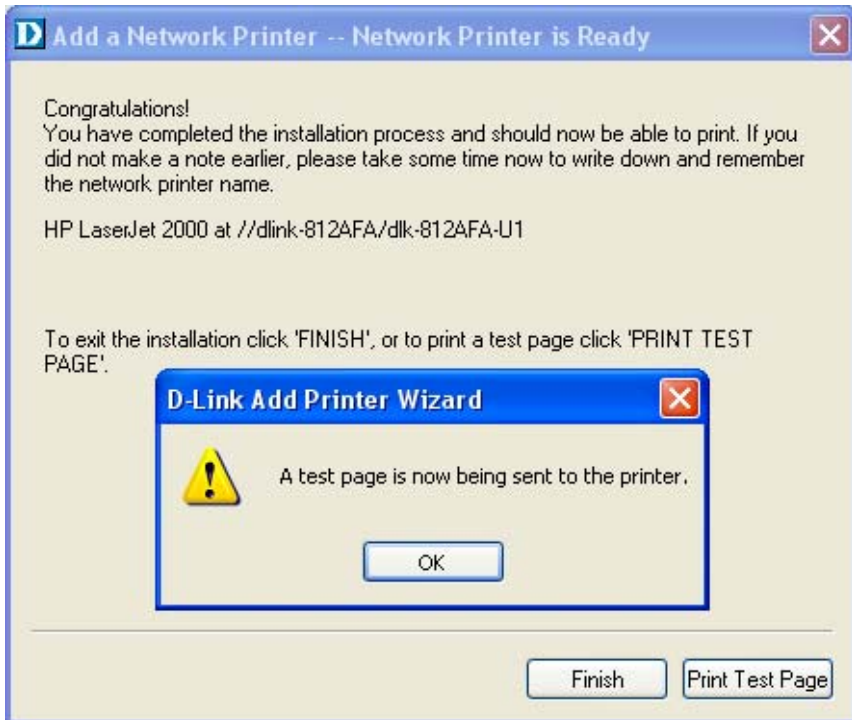 D Add a Network Printer -- Network Printer is Ready
Congratulations!
You have completed the installation process and should now be able to print. If you
did not make a note earlier, please take some time now to write down and remember
the network printer name.
HP LaserJet 2000 at //dlink-812AFA/dlk-812AFA-U1
To exit the installation click 'FINISH', or to print a test page click 'PRINT TEST
PAGE'.
D-Link Add Printer Wizard
A test page is now being sent to the printer.
OK
Finish
Print Test Page